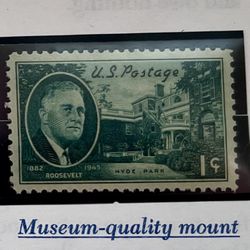 U.S. Postage
1¢
1882 1945
ROOSEVELT
HYDE PARK
Museum-quality mount